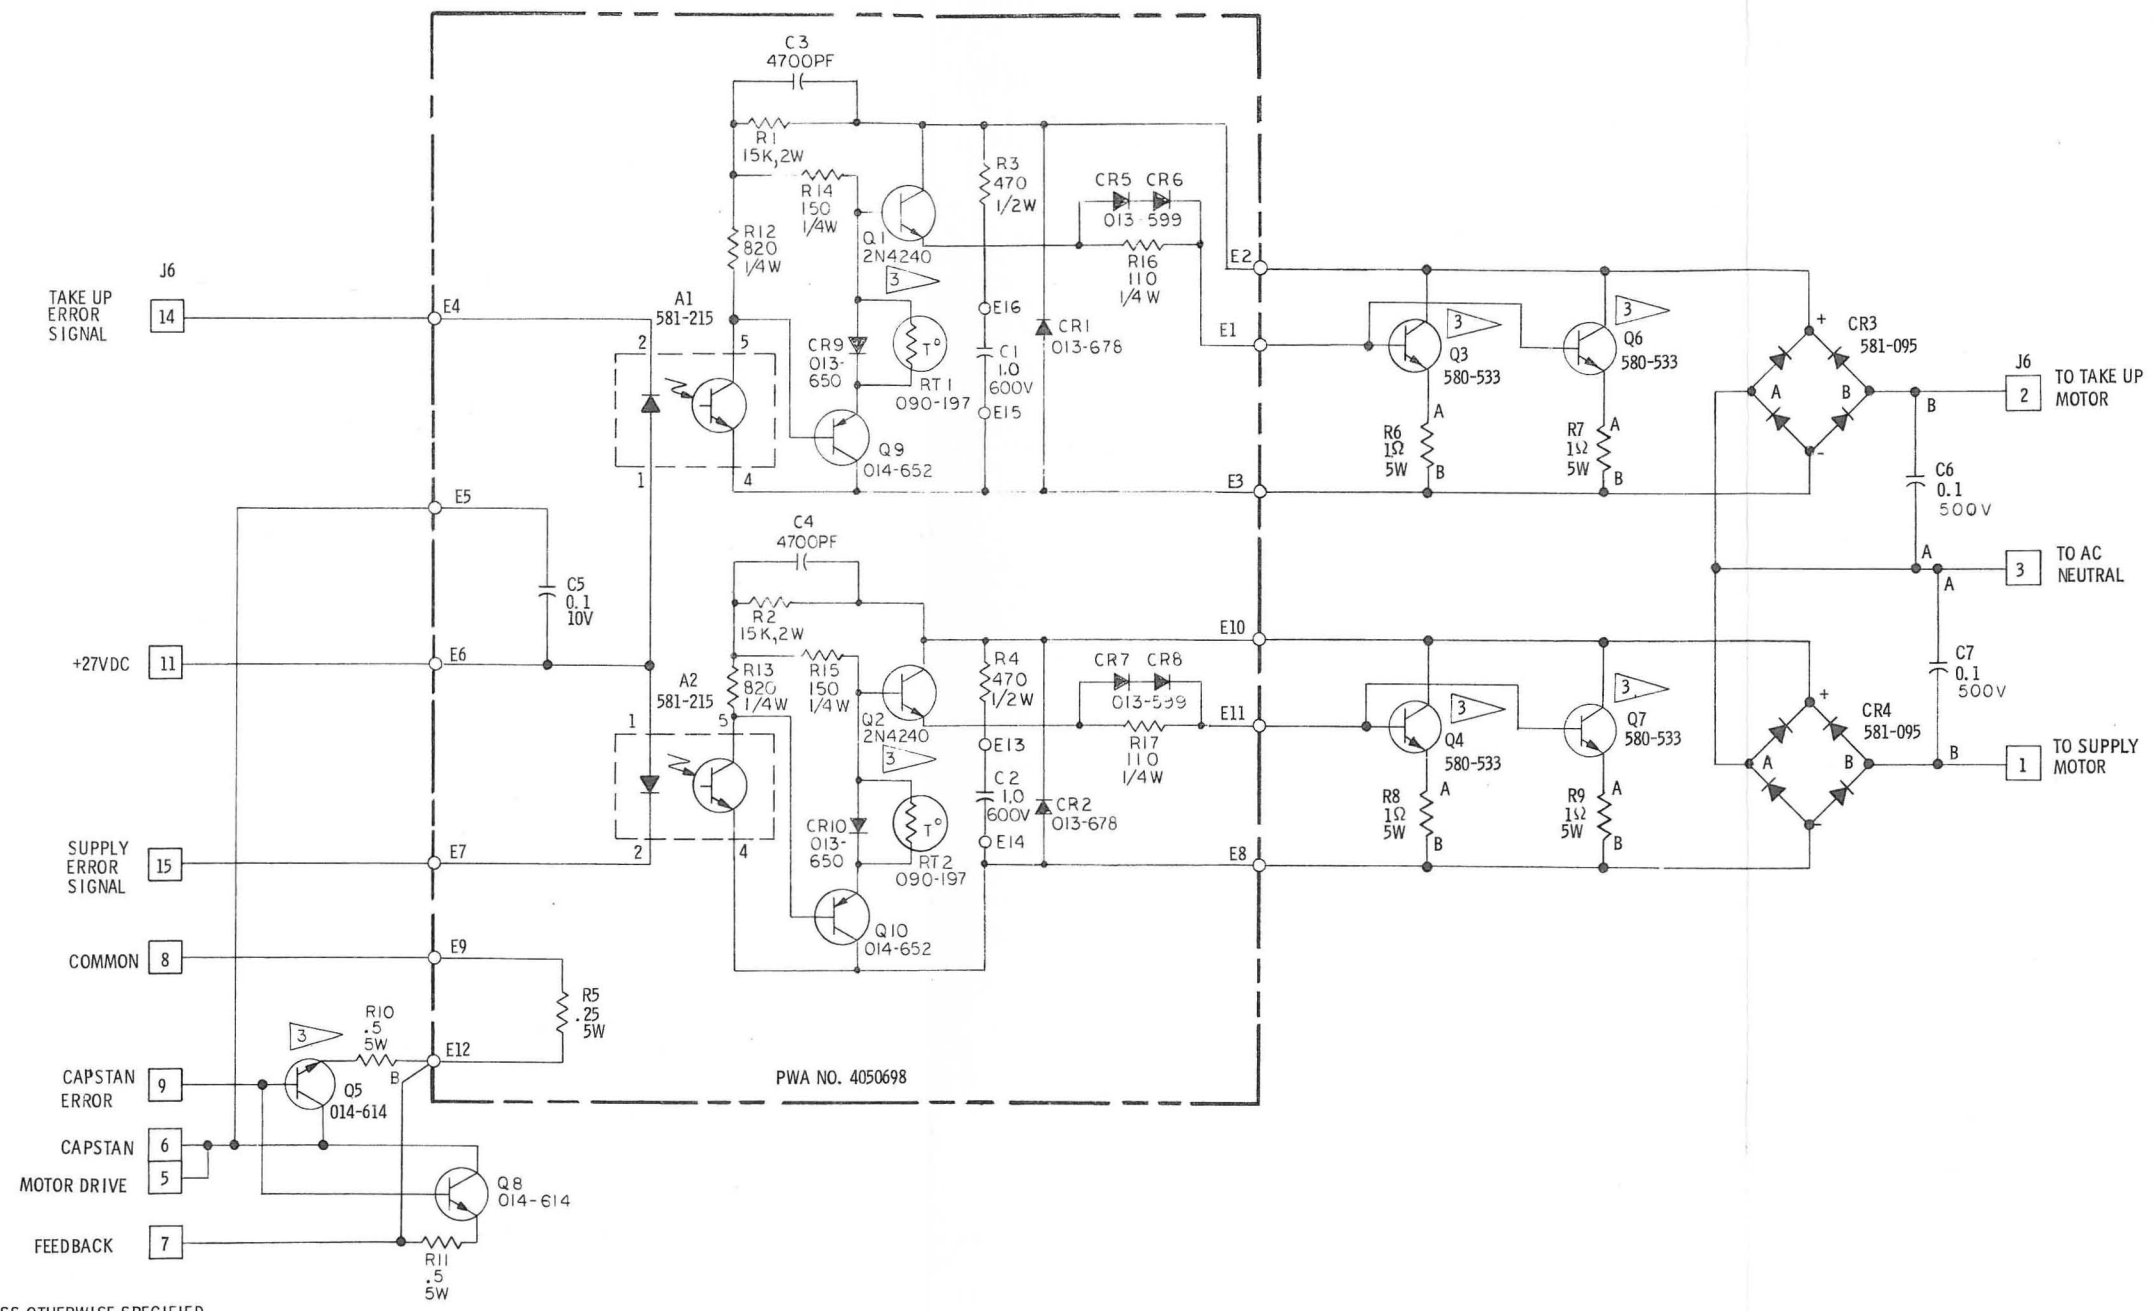 C3
4700PF
R1
15K,2W
R14
150
1/4W
R12
820
1/4W
Q1
2N4240
3
R3
470
1/2W
CR5 CR6
013-599
R16
110
1/4W
E2
E1
E16
C1
1.0
600V
E15
CR1
013-678
J6
TAKE UP
ERROR
SIGNAL
14
E4
A1
581-215
2
5
1
4
CR9
013-
650
T°
RT1
090-197
Q9
014-652
E3
3
Q3
580-533
3
Q6
580-533
A
R6
1Ω
5W
B
A
R7
1Ω
5W
B
+
CR3
581-095
A
B
-
J6
2
TO TAKE UP
MOTOR
B
C6
0.1
500V
A
3
TO AC
NEUTRAL
A
E5
C5
0.1
10V
+27VDC
11
E6
C4
4700PF
R2
15K,2W
R13
820
1/4W
R15
150
1/4W
A2
581-215
1
5
2
4
Q2
2N4240
3
R4
470
1/2W
E13
C2
1.0
600V
E14
CR2
013-678
CR7 CR8
013-599
R17
110
1/4W
E10
E11
E8
CR10
013-
650
T°
RT2
090-197
Q10
014-652
3
Q4
580-533
3
Q7
580-533
A
R8
1Ω
5W
B
A
R9
1Ω
5W
B
+
CR4
581-095
A
B
-
C7
0.1
500V
B
1
TO SUPPLY
MOTOR
SUPPLY
ERROR
SIGNAL
15
E7
COMMON
8
E9
R5
.25
5W
R10
.5
5W
3
E12
B
CAPSTAN
ERROR
9
Q5
014-614
PWA NO. 4050698
CAPSTAN
6
MOTOR DRIVE
5
Q8
014-614
FEEDBACK
7
R11
.5
5W
OTHERWISE SPECIFIED